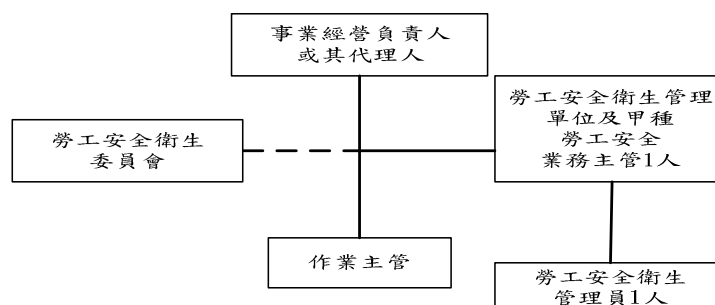 事業經營負責人
或其代理人
勞工安全衛生管理
單位及甲種
勞工安全
業務主管1人
勞工安全衛生
委員會
作業主管
勞工安全衛生
管理員1人